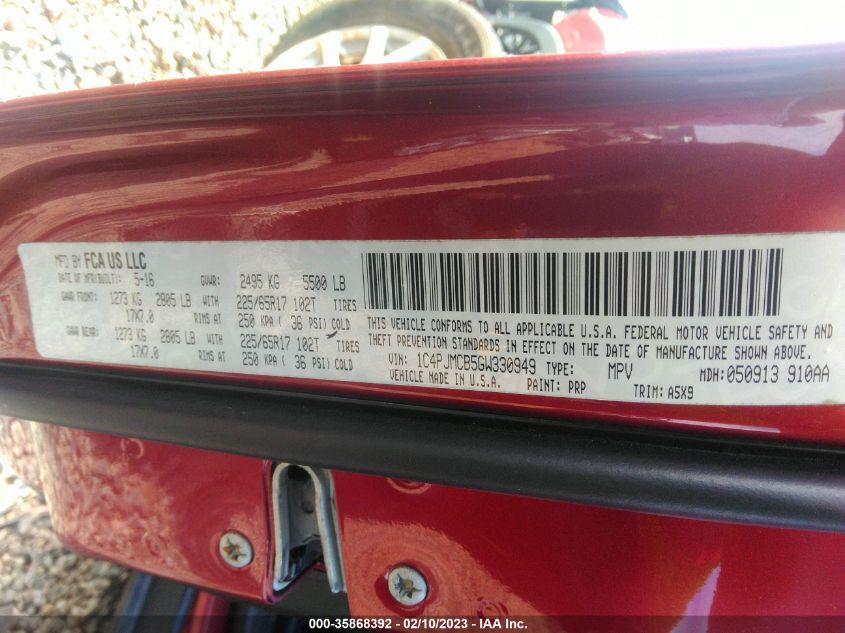 MFD BY FCA US LLC
DATE OF MFR(BUILT): 5-16 GVWR: 2495 KG 5500 LB
GAWR FRONT: 1273 KG 2805 LB WITH 225/65R17 102T TIRES
17X7.0 RIMS AT 250 KPA ( 36 PSI) COLD
GAWR REAR: 1273 KG 2805 LB WITH 225/65R17 102T TIRES
17X7.0 RIMS AT 250 KPA ( 36 PSI) COLD
THIS VEHICLE CONFORMS TO ALL APPLICABLE U.S.A. FEDERAL MOTOR VEHICLE SAFETY AND
THEFT PREVENTION STANDARDS IN EFFECT ON THE DATE OF MANUFACTURE SHOWN ABOVE.
VIN: 1C4PJMCB5GW330949 TYPE: MPV MDH: 050913 910AA
VEHICLE MADE IN U.S.A. PAINT: PRP TRIM: A5X9
000-35868392 - 02/10/2023 - IAA Inc.